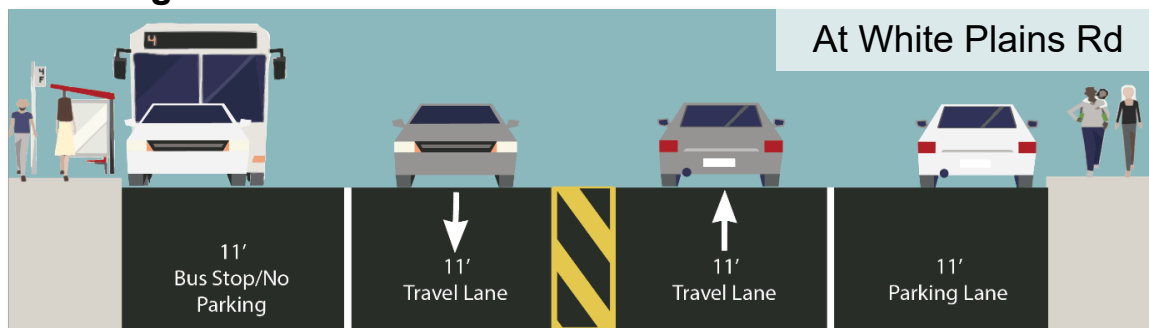 At White Plains Rd
4
4
F
11’
Bus Stop/No
Parking
11’
Travel Lane
11’
Travel Lane
11’
Parking Lane